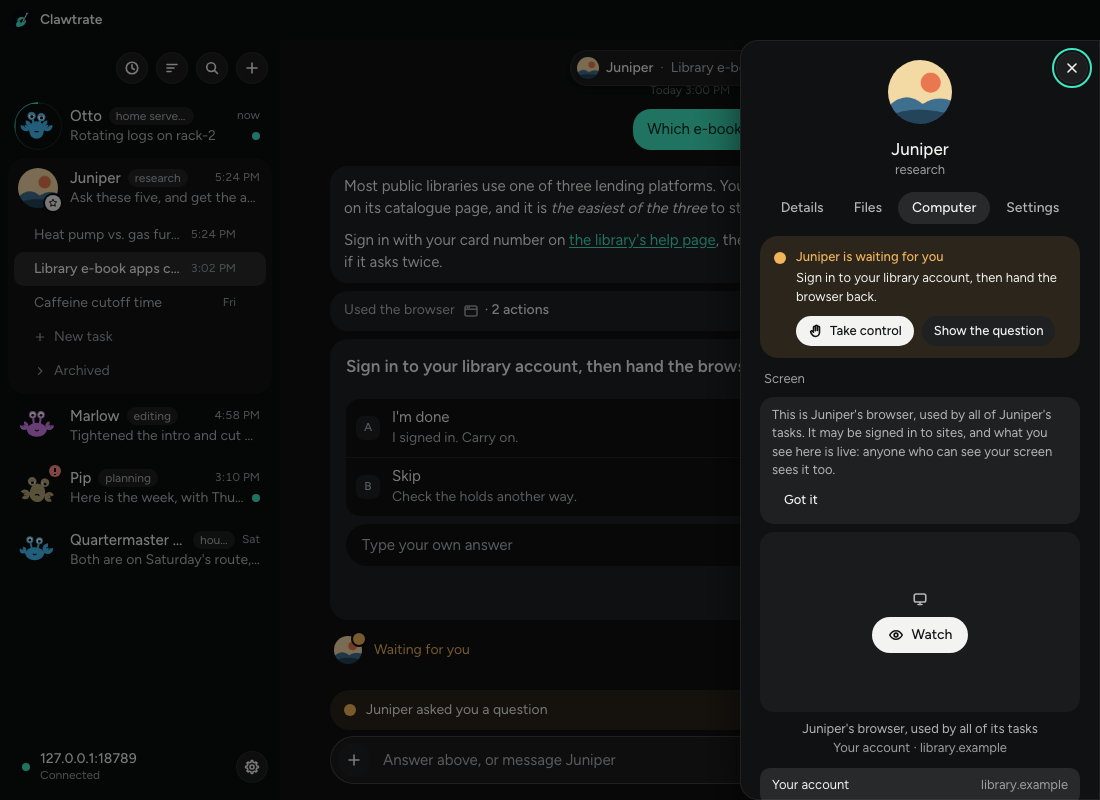 Clawtrate
Otto home serve... now
Rotating logs on rack-2
Juniper research 5:24 PM
Ask these five, and get the a...
Heat pump vs. gas fur... 5:24 PM
Library e-book apps c... 3:02 PM
Caffeine cutoff time Fri
New task
Archived
Marlow editing 4:58 PM
Tightened the intro and cut ...
Pip planning 3:10 PM
Here is the week, with Thu...
Quartermaster ... hou... Sat
Both are on Saturday's route,...
127.0.0.1:18789
Connected
Juniper · Library e-b
Today 3:00 PM
Which e-book
Most public libraries use one of three lending platforms. You
on its catalogue page, and it is the easiest of the three to st
Sign in with your card number on the library's help page, the
if it asks twice.
Used the browser · 2 actions
Sign in to your library account, then hand the brows
A I'm done
I signed in. Carry on.
B Skip
Check the holds another way.
Type your own answer
Waiting for you
Juniper asked you a question
Answer above, or message Juniper
Juniper
research
Details Files Computer Settings
Juniper is waiting for you
Sign in to your library account, then hand the
browser back.
Take control Show the question
Screen
This is Juniper's browser, used by all of Juniper's
tasks. It may be signed in to sites, and what you
see here is live: anyone who can see your screen
sees it too.
Got it
Watch
Juniper's browser, used by all of its tasks
Your account · library.example
Your account library.example